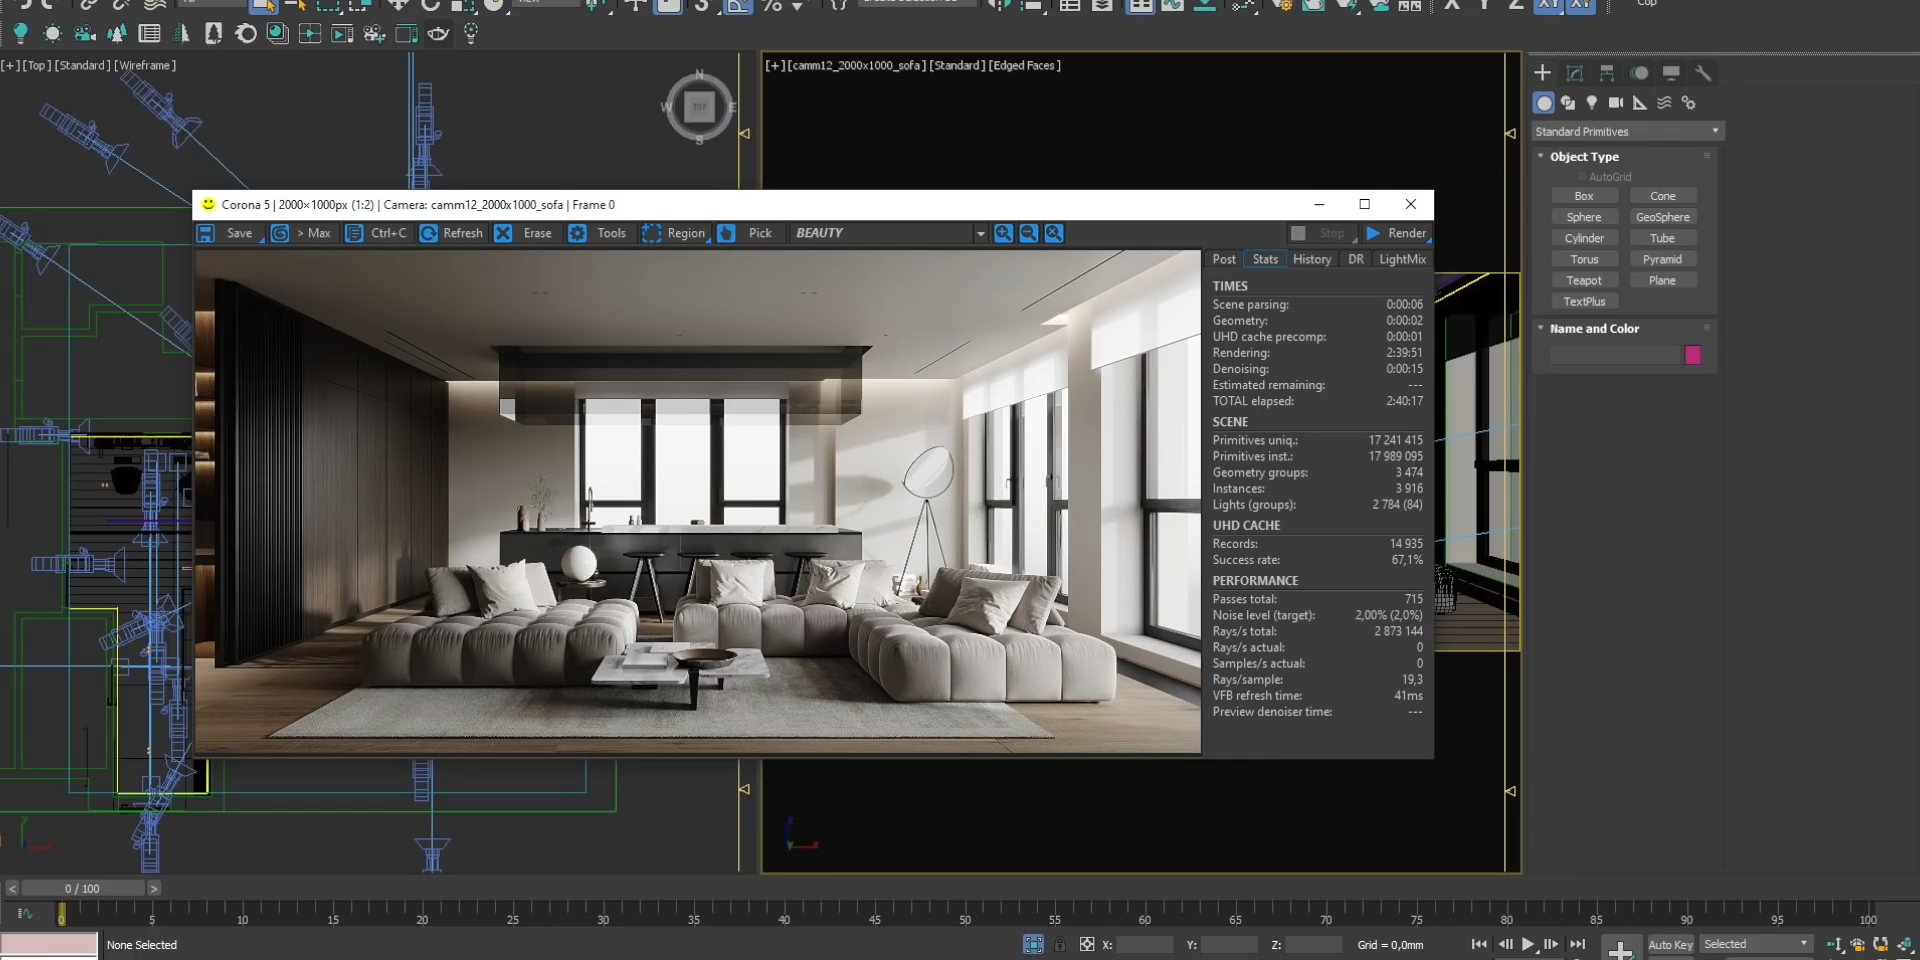 Cop
[+][Top][Standard][Wireframe]
N
W TOP E
S
[+][camm12_2000x1000_sofa][Standard][Edged Faces]
Standard Primitives
Object Type
AutoGrid
Box Cone
Sphere GeoSphere
Cylinder Tube
Torus Pyramid
Teapot Plane
TextPlus
Name and Color
Corona 5 | 2000×1000px (1:2) | Camera: camm12_2000x1000_sofa | Frame 0
Save > Max Ctrl+C Refresh Erase Tools Region Pick BEAUTY Stop Render
Post Stats History DR LightMix
TIMES
Scene parsing: 0:00:06
Geometry: 0:00:02
UHD cache precomp: 0:00:01
Rendering: 2:39:51
Denoising: 0:00:15
Estimated remaining: ---
TOTAL elapsed: 2:40:17
SCENE
Primitives uniq.: 17 241 415
Primitives inst.: 17 989 095
Geometry groups: 3 474
Instances: 3 916
Lights (groups): 2 784 (84)
UHD CACHE
Records: 14 935
Success rate: 67,1%
PERFORMANCE
Passes total: 715
Noise level (target): 2,00% (2,0%)
Rays/s total: 2 873 144
Rays/s actual: 0
Samples/s actual: 0
Rays/sample: 19,3
VFB refresh time: 41ms
Preview denoiser time: ---
< 0 / 100 >
0 5 10 15 20 25 30 35 40 45 50 55 60 65 70 75 80 85 90 95 100
None Selected X: Y: Z: Grid = 0,0mm Auto Key Selected